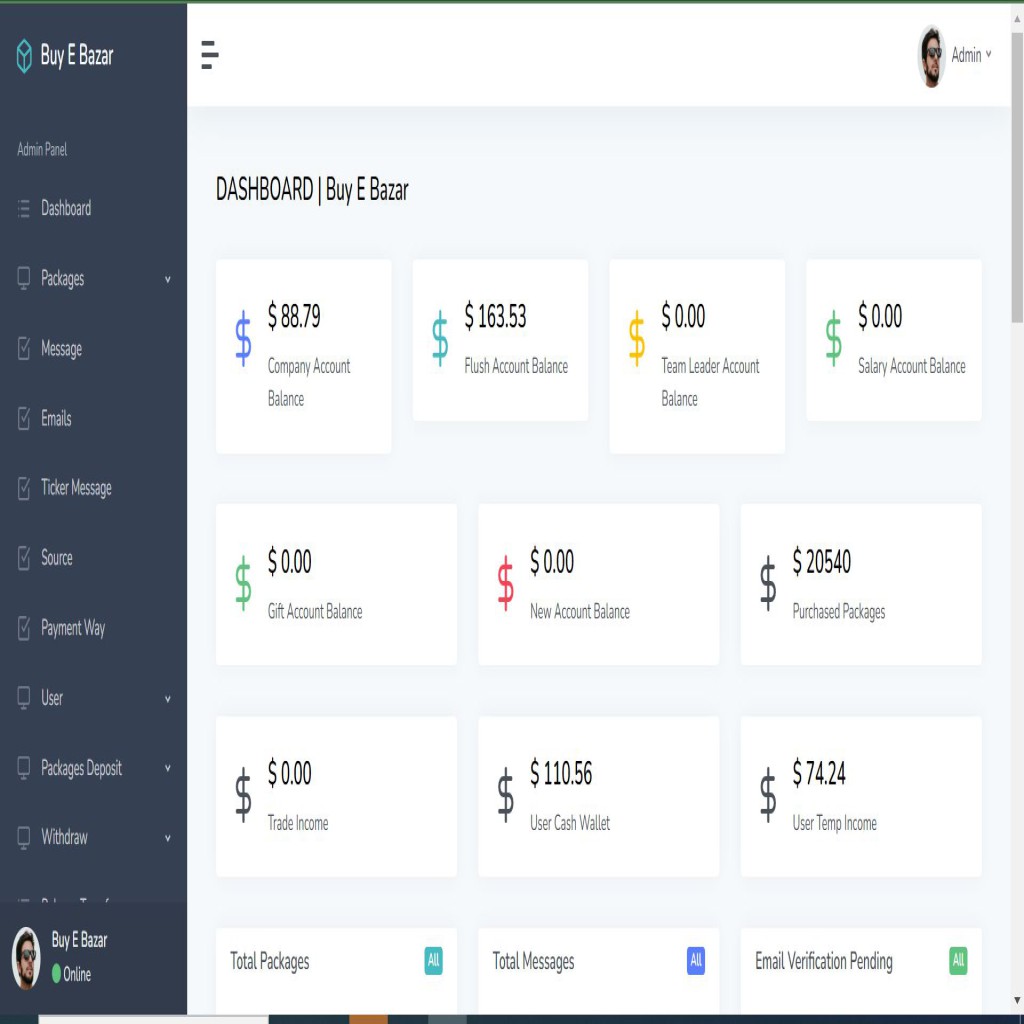 Buy E Bazar
Admin
Admin Panel
Dashboard
Packages
Message
Emails
Ticker Message
Source
Payment Way
User
Packages Deposit
Withdraw
Buy E Bazar
Online
DASHBOARD | Buy E Bazar
$ 88.79
Company Account
Balance
$ 163.53
Flush Account Balance
$ 0.00
Team Leader Account
Balance
$ 0.00
Salary Account Balance
$ 0.00
Gift Account Balance
$ 0.00
New Account Balance
$ 20540
Purchased Packages
$ 0.00
Trade Income
$ 110.56
User Cash Wallet
$ 74.24
User Temp Income
Total Packages All
Total Messages All
Email Verification Pending All